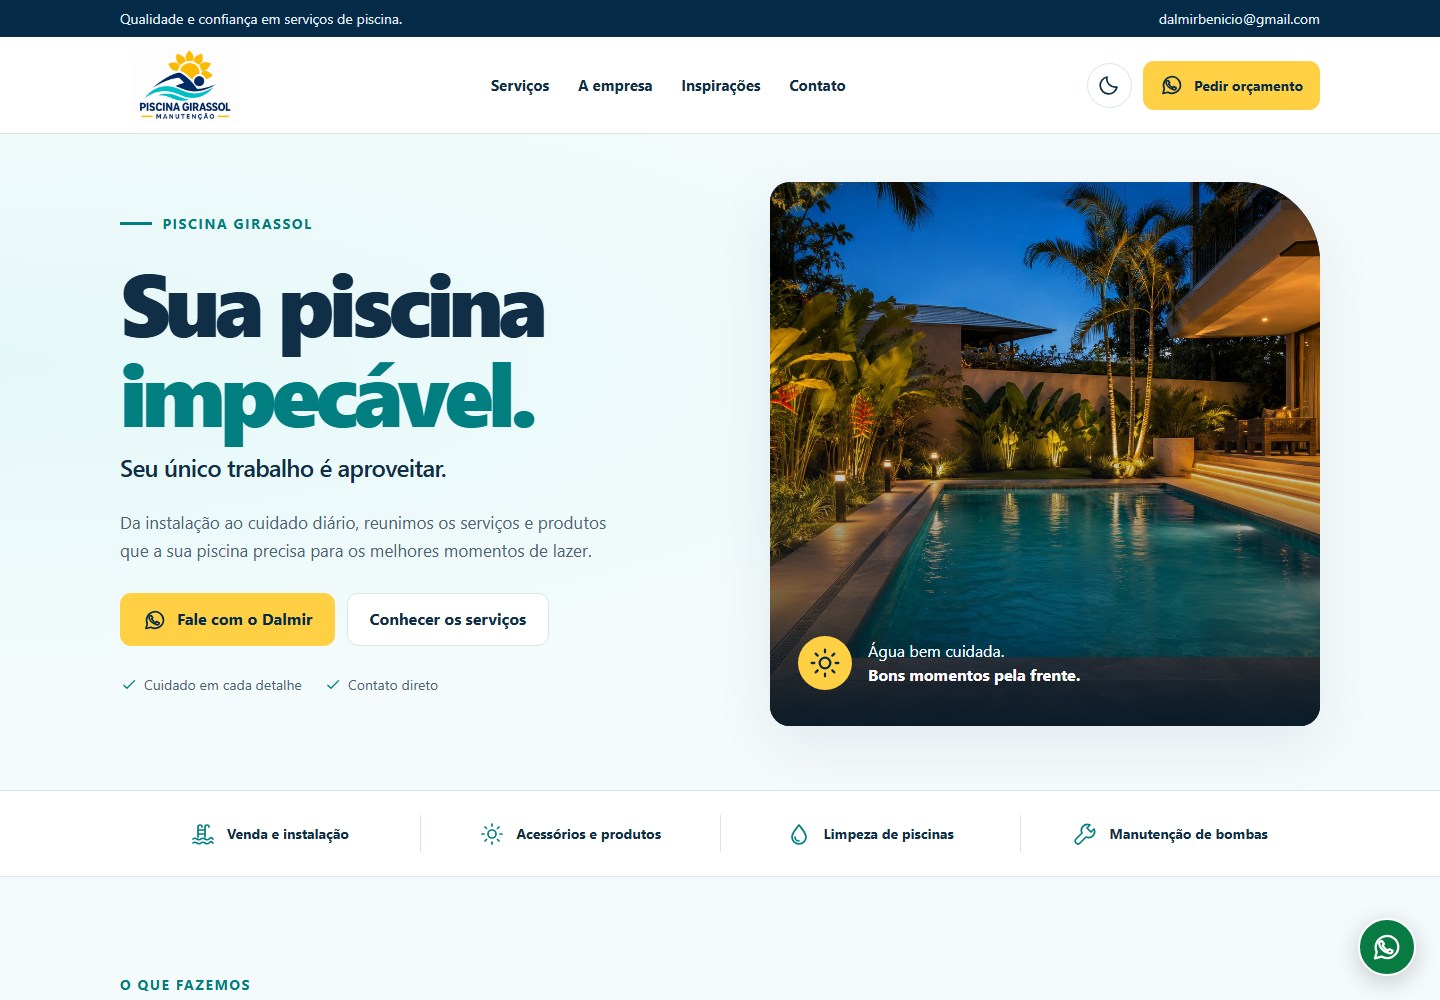 Qualidade e confiança em serviços de piscina.
dalmirbenicio@gmail.com
PISCINA GIRASSOL
MANUTENÇÃO
Serviços
A empresa
Inspirações
Contato
Pedir orçamento
PISCINA GIRASSOL
Sua piscina
impecável.
Seu único trabalho é aproveitar.
Da instalação ao cuidado diário, reunimos os serviços e produtos
que a sua piscina precisa para os melhores momentos de lazer.
Fale com o Dalmir
Conhecer os serviços
Cuidado em cada detalhe
Contato direto
Água bem cuidada.
Bons momentos pela frente.
Venda e instalação
Acessórios e produtos
Limpeza de piscinas
Manutenção de bombas
O QUE FAZEMOS